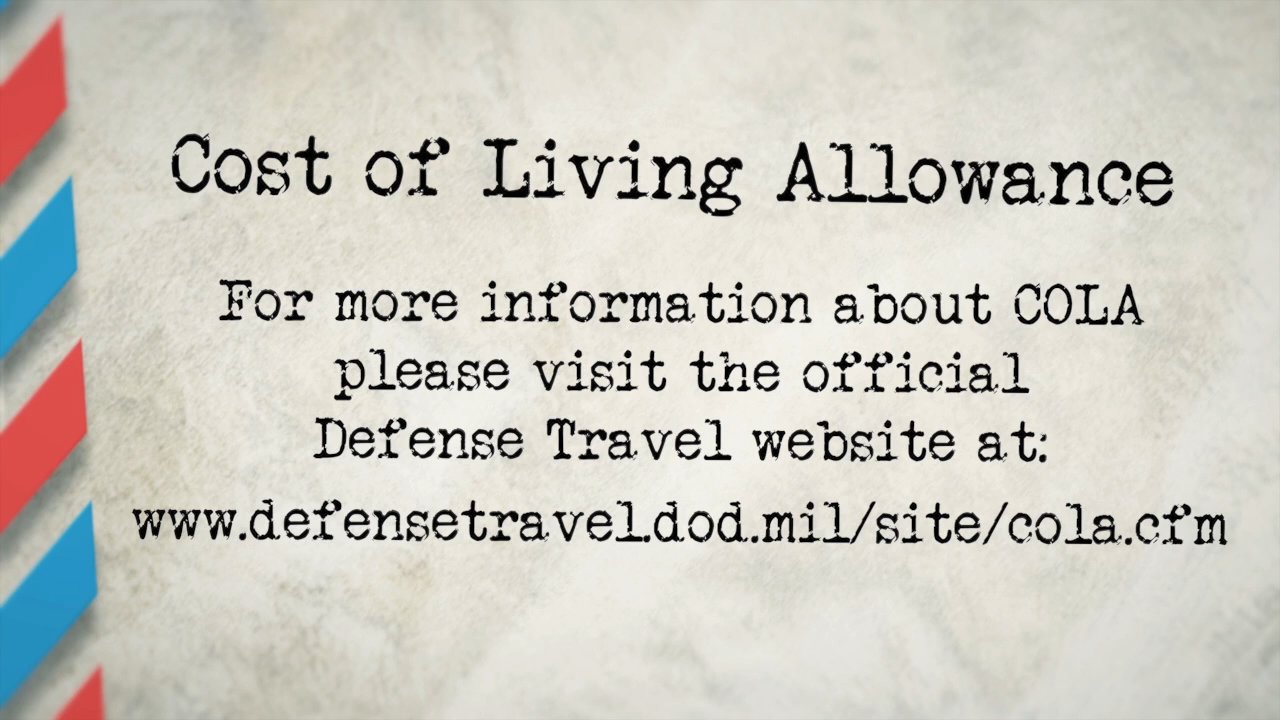 Cost of Living Allowance
For more information about COLA
please visit the official
Defense Travel website at:
www.defensetravel.dod.mil/site/cola.cfm